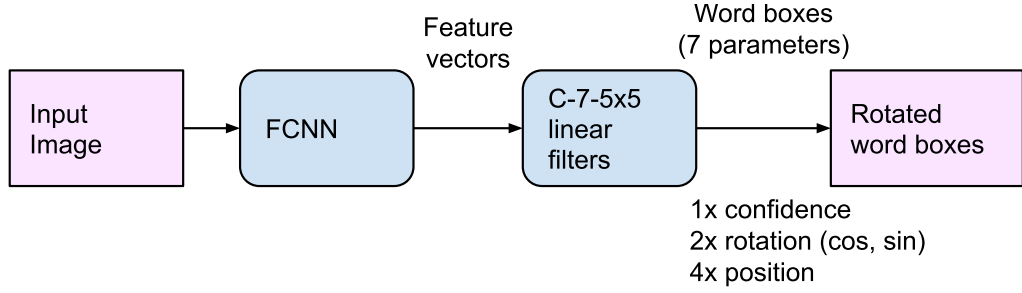 Input
Image
FCNN
Feature
vectors
C-7-5x5
linear
filters
Word boxes
(7 parameters)
1x confidence
2x rotation (cos, sin)
4x position
Rotated
word boxes